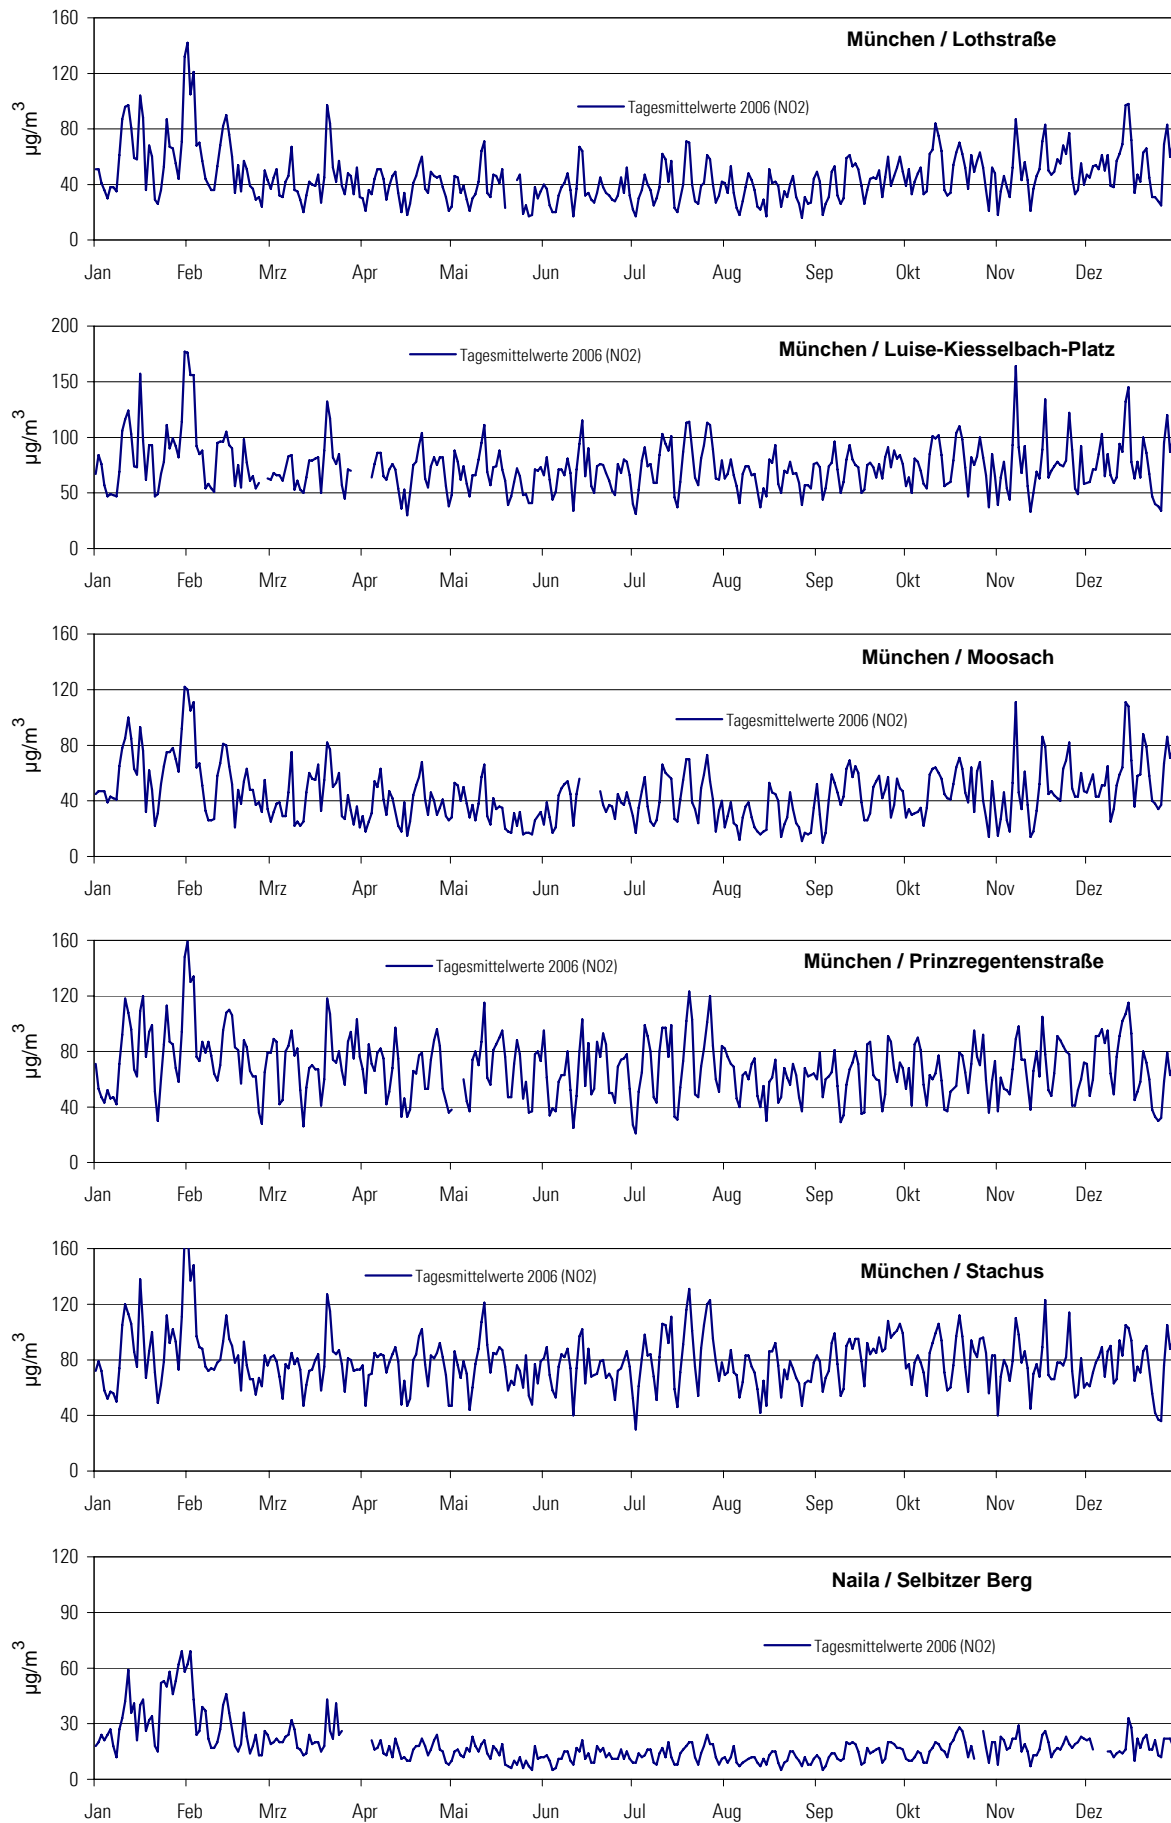 160
München / Lothstraße
120
Tagesmittelwerte 2006 (NO2)
µg/m³
80
40
0
Jan Feb Mrz Apr Mai Jun Jul Aug Sep Okt Nov Dez
200
Tagesmittelwerte 2006 (NO2)
München / Luise-Kiesselbach-Platz
150
µg/m³
100
50
0
Jan Feb Mrz Apr Mai Jun Jul Aug Sep Okt Nov Dez
160
München / Moosach
120
Tagesmittelwerte 2006 (NO2)
µg/m³
80
40
0
Jan Feb Mrz Apr Mai Jun Jul Aug Sep Okt Nov Dez
160
Tagesmittelwerte 2006 (NO2)
München / Prinzregentenstraße
120
µg/m³
80
40
0
Jan Feb Mrz Apr Mai Jun Jul Aug Sep Okt Nov Dez
160
Tagesmittelwerte 2006 (NO2)
München / Stachus
120
µg/m³
80
40
0
Jan Feb Mrz Apr Mai Jun Jul Aug Sep Okt Nov Dez
120
Naila / Selbitzer Berg
90
Tagesmittelwerte 2006 (NO2)
µg/m³
60
30
0
Jan Feb Mrz Apr Mai Jun Jul Aug Sep Okt Nov Dez